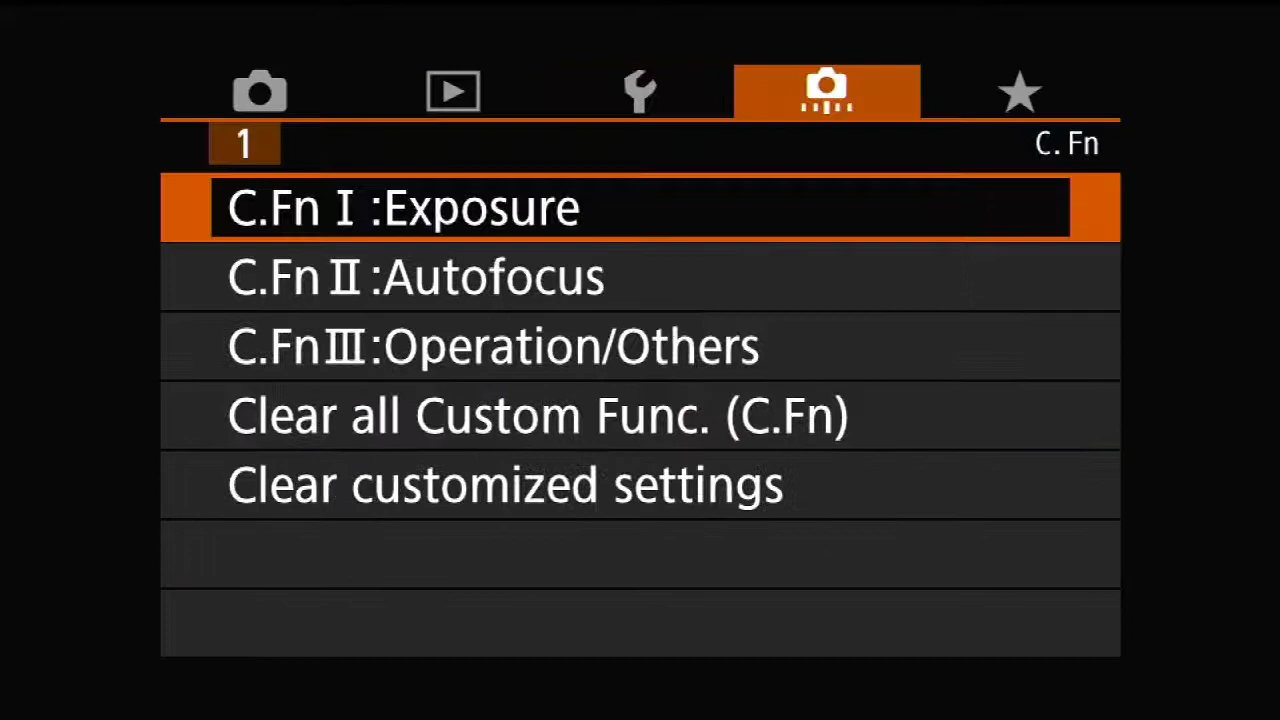 1
C.Fn
C.Fn I :Exposure
C.Fn II :Autofocus
C.Fn III :Operation/Others
Clear all Custom Func. (C.Fn)
Clear customized settings